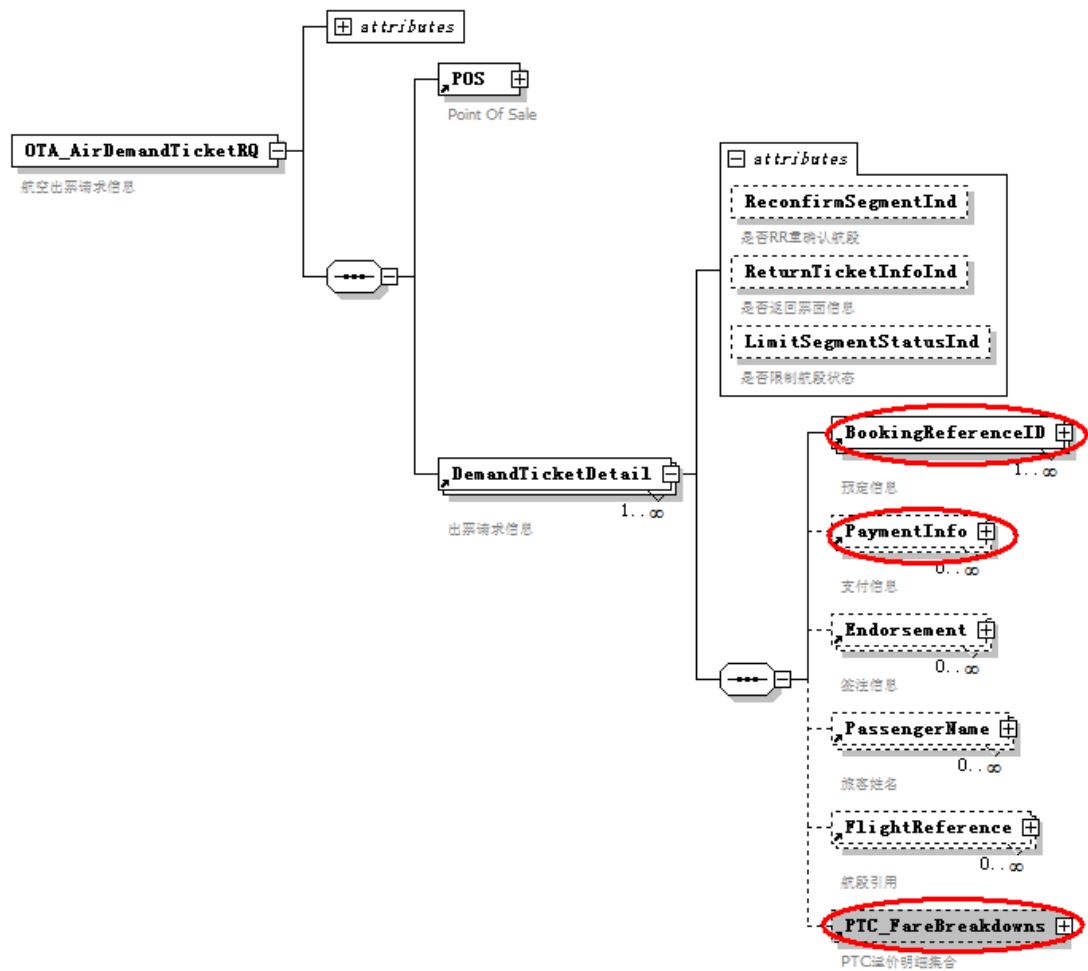 attributes
POS
Point Of Sale
OTA_AirDemandTicketRQ
航空出票请求信息
attributes
ReconfirmSegmentInd
是否RR重确认航段
ReturnTicketInfoInd
是否返回票面信息
LimitSegmentStatusInd
是否限制航段状态
DemandTicketDetail
1..∞
出票请求信息
BookingReferenceID
1..∞
预定信息
PaymentInfo
0..∞
支付信息
Endorsement
0..∞
签注信息
PassengerName
0..∞
旅客姓名
FlightReference
0..∞
航段引用
PTC_FareBreakdowns
PTC运价明细集合